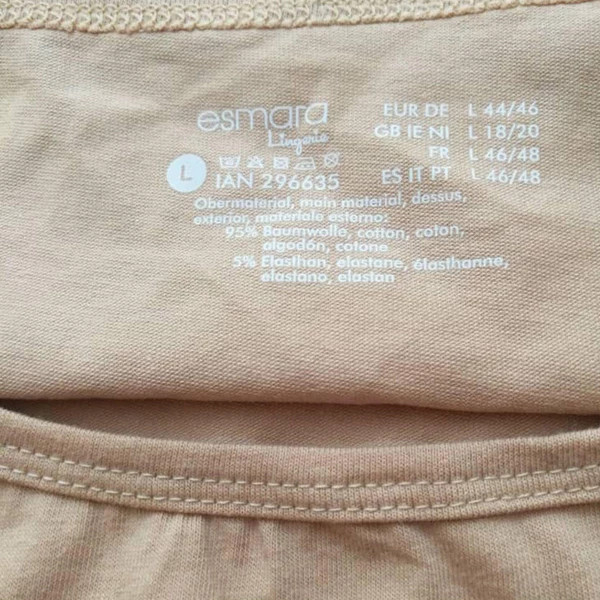 esmara
Lingerie
EUR DE L 44/46
GB IE NI L 18/20
FR L 46/48
ES IT PT L 46/48
L
IAN 296635
Obermaterial, main material, dessus,
exterior, materiale esterno:
95% Baumwolle, cotton, coton,
algodón, cotone
5% Elasthan, elastane, élasthanne,
elastano, elastan